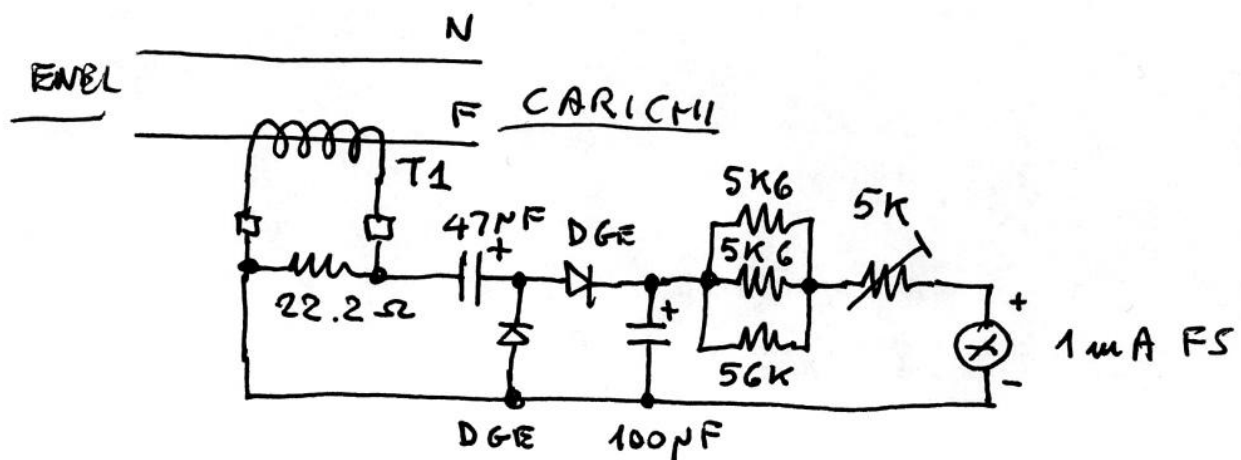 N
ENEL
F
CARICHI
T1
5K6
5K
47µF
+
DGE
5K6
22.2Ω
+
+
56K
1mA FS
-
DGE
100µF